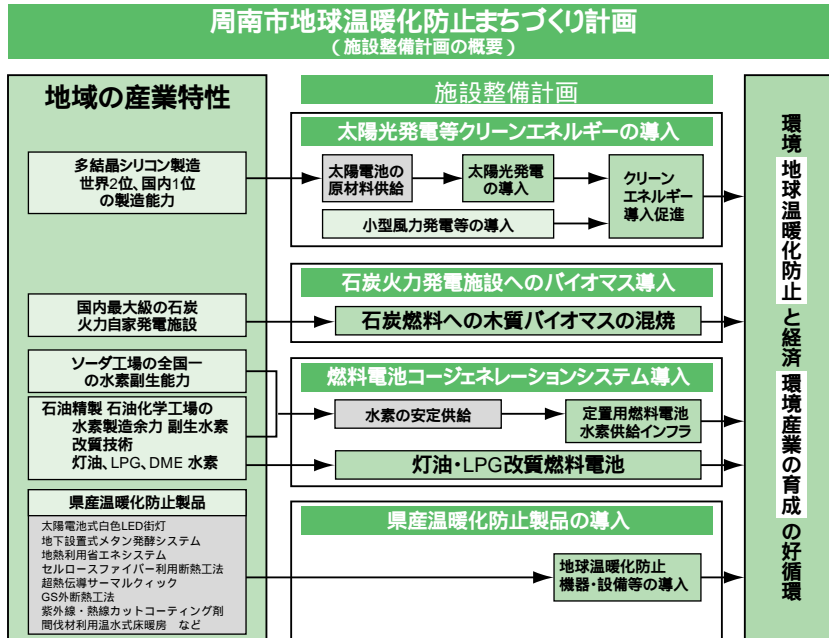 周南市地球温暖化防止まちづくり計画
(施設整備計画の概要)
地域の産業特性
多結晶シリコン製造
世界2位、国内1位
の製造能力
国内最大級の石炭
火力自家発電施設
ソーダ工場の全国一
の水素副生能力
石油精製 石油化学工場の
水素製造余力 副生水素
改質技術
灯油、LPG、DME 水素
県産温暖化防止製品
太陽電池式白色LED街灯
地下設置式メタン発酵システム
地熱利用省エネシステム
セルロースファイバー利用断熱工法
超熱伝導サーマルクィック
GS外断熱工法
紫外線・熱線カットコーティング剤
間伐材利用温水式床暖房 など
施設整備計画
太陽光発電等クリーンエネルギーの導入
太陽電池の
原材料供給
太陽光発電
の導入
クリーン
エネルギー
導入促進
小型風力発電等の導入
石炭火力発電施設へのバイオマス導入
石炭燃料への木質バイオマスの混焼
燃料電池コージェネレーションシステム導入
水素の安定供給
定置用燃料電池
水素供給インフラ
灯油・LPG改質燃料電池
県産温暖化防止製品の導入
地球温暖化防止
機器・設備等の導入
環境 地球温暖化防止 と経済 環境産業の育成 の好循環